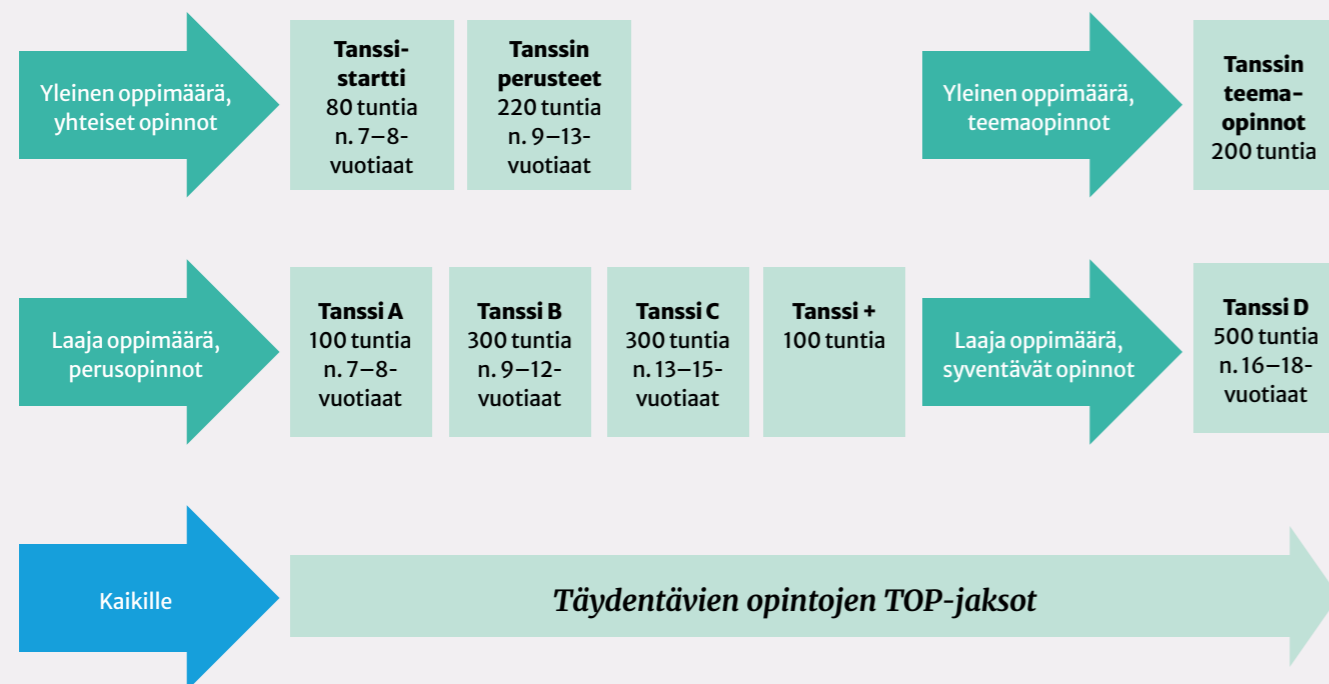 Yleinen oppimäärä,
yhteiset opinnot
Tanssi-
startti
80 tuntia
n. 7–8-
vuotiaat
Tanssin
perusteet
220 tuntia
n. 9–13-
vuotiaat
Yleinen oppimäärä,
teemaopinnot
Tanssin
teema-
opinnot
200 tuntia
Laaja oppimäärä,
perusopinnot
Tanssi A
100 tuntia
n. 7–8-
vuotiaat
Tanssi B
300 tuntia
n. 9–12-
vuotiaat
Tanssi C
300 tuntia
n. 13–15-
vuotiaat
Tanssi +
100 tuntia
Laaja oppimäärä,
syventävät opinnot
Tanssi D
500 tuntia
n. 16–18-
vuotiaat
Kaikille
Täydentävien opintojen TOP-jaksot